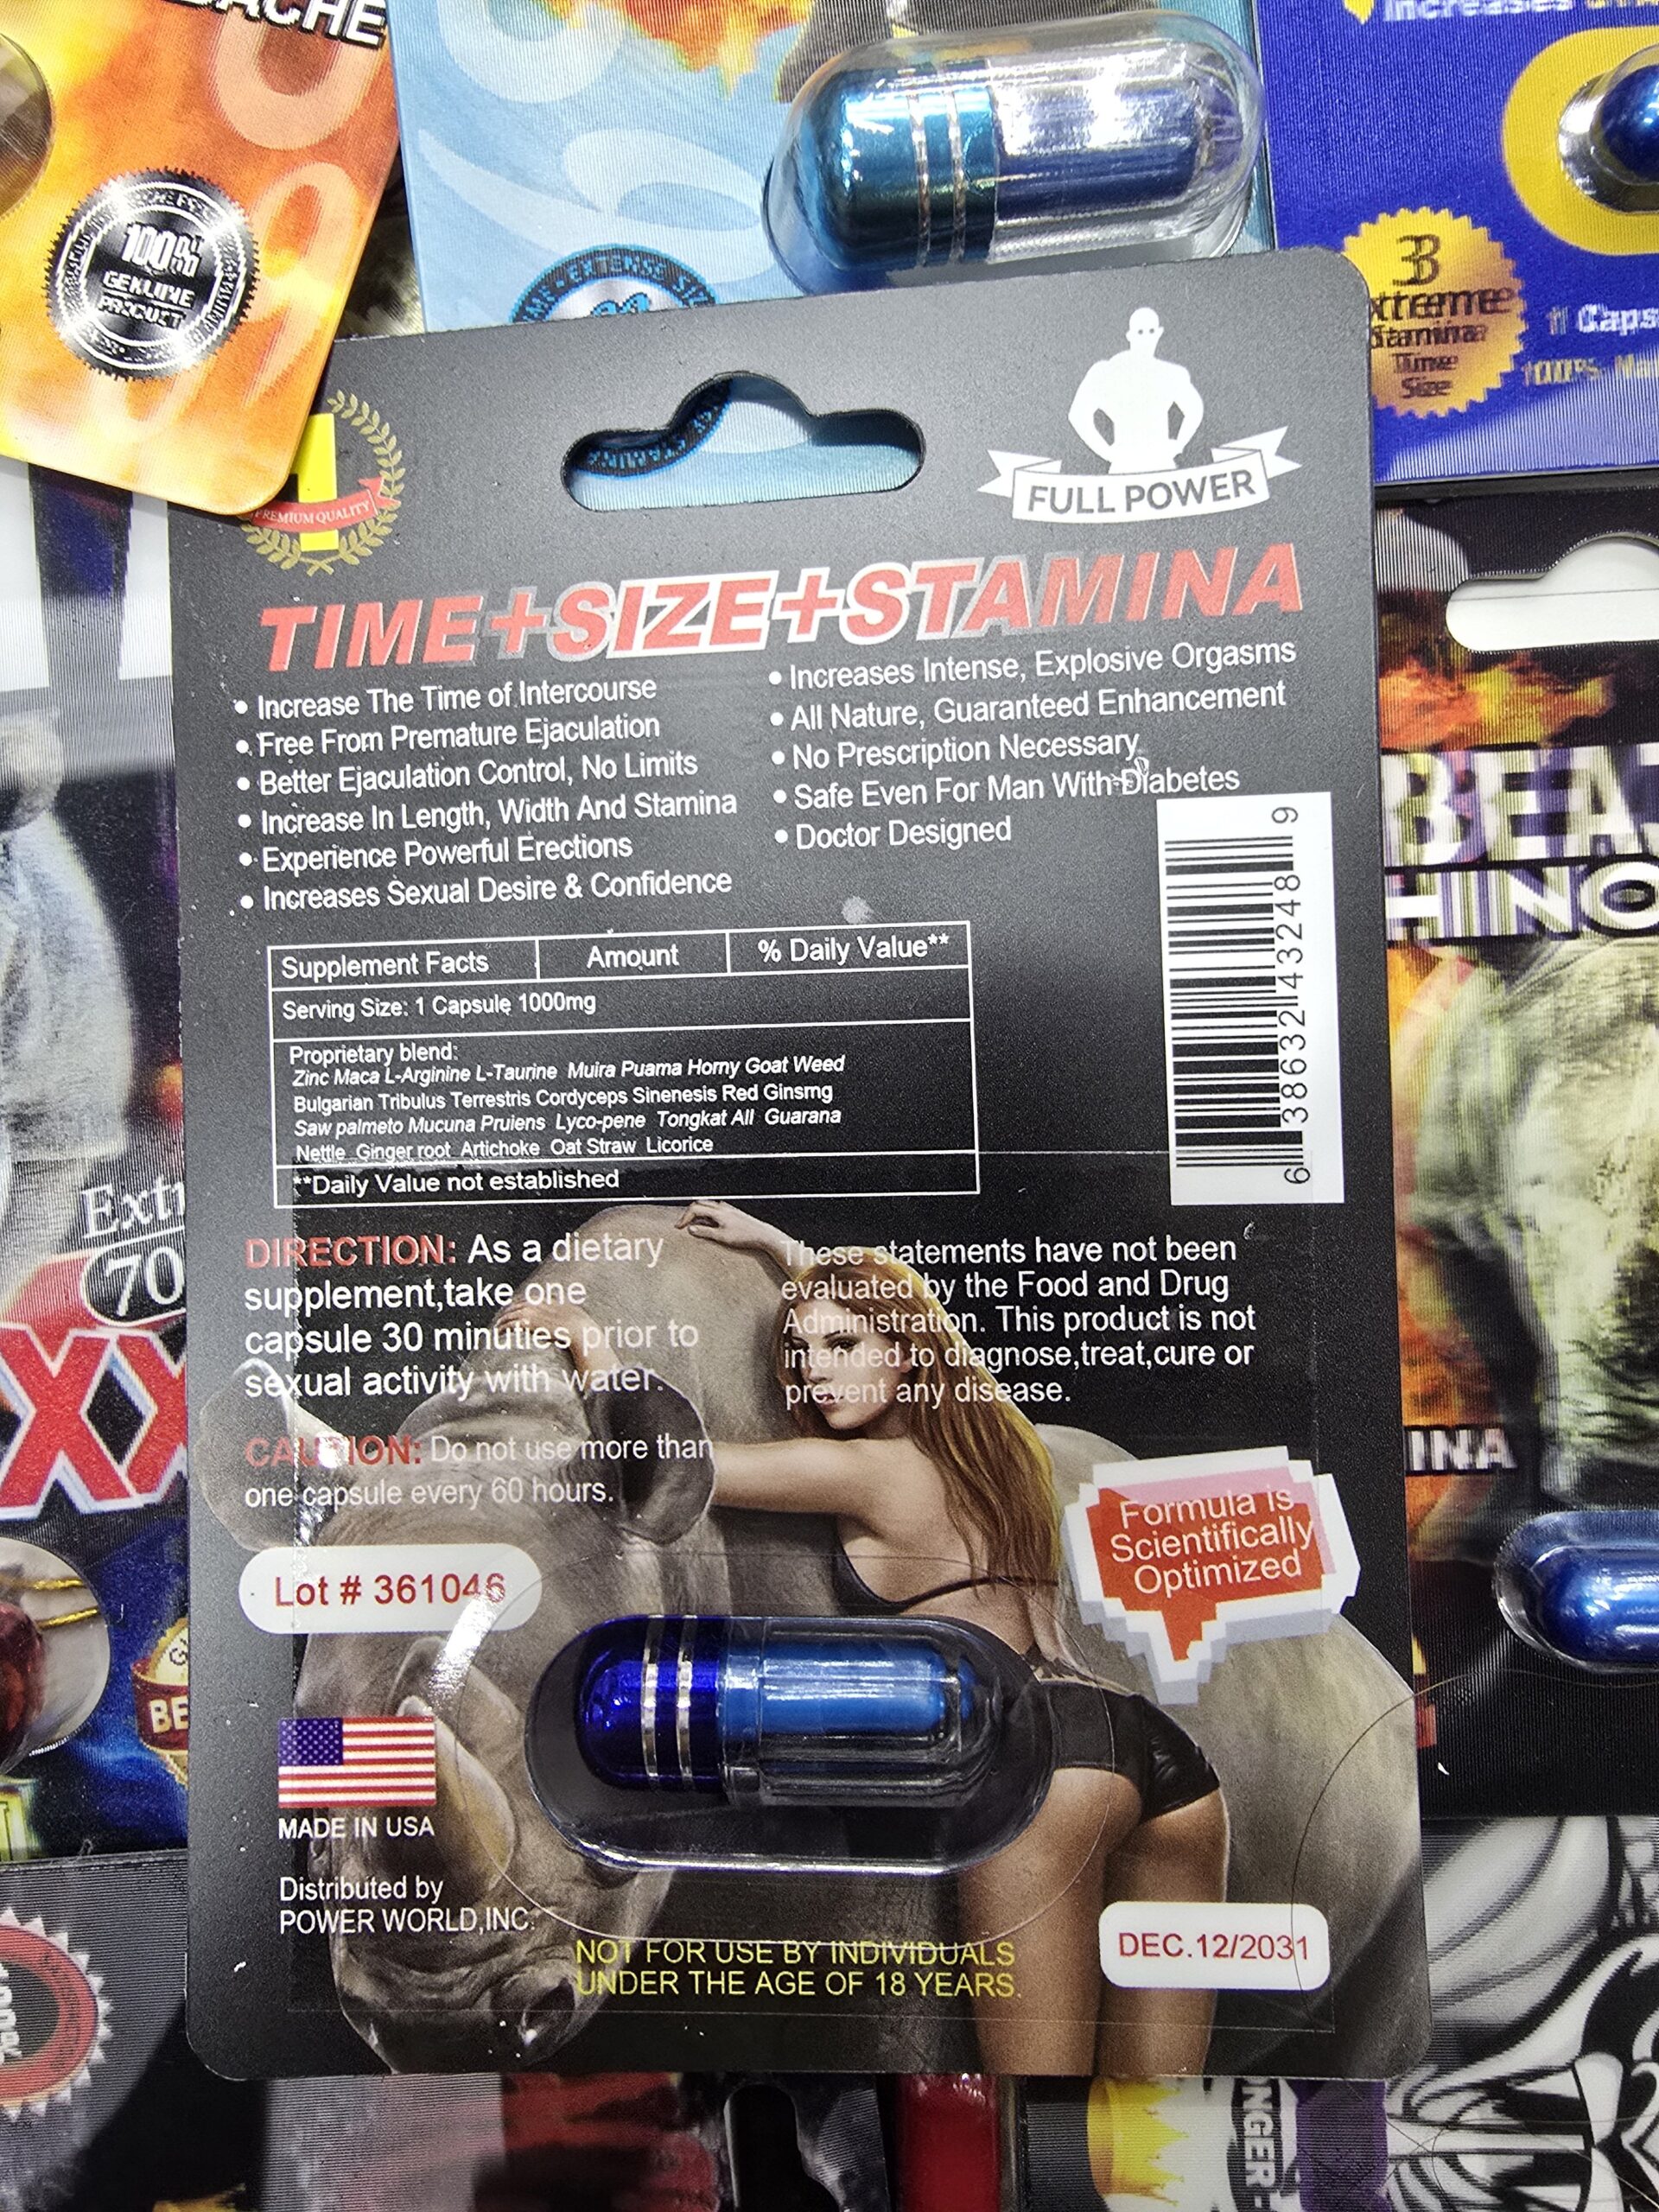 100%
GENUINE
FULL POWER
PREMIUM QUALITY
TIME+SIZE+STAMINA
• Increase The Time of Intercourse
• Free From Premature Ejaculation
• Better Ejaculation Control, No Limits
• Increase In Length, Width And Stamina
• Experience Powerful Erections
• Increases Sexual Desire & Confidence
• Increases Intense, Explosive Orgasms
• All Nature, Guaranteed Enhancement
• No Prescription Necessary
• Safe Even For Man With Diabetes
• Doctor Designed
Supplement Facts Amount % Daily Value**
Serving Size: 1 Capsule 1000mg
Proprietary blend:
Zinc Maca L-Arginine L-Taurine Muira Puama Horny Goat Weed
Bulgarian Tribulus Terrestris Cordyceps Sinenesis Red Ginsmg
Saw palmeto Mucuna Pruiens Lyco-pene Tongkat All Guarana
Nettle Ginger root Artichoke Oat Straw Licorice
**Daily Value not established
6 38632 43248 9
DIRECTION: As a dietary
supplement,take one
capsule 30 minuties prior to
sexual activity with water.
CAUTION: Do not use more than
one capsule every 60 hours.
These statements have not been
evaluated by the Food and Drug
Administration. This product is not
intended to diagnose,treat,cure or
prevent any disease.
Formula is
Scientifically
Optimized
Lot # 361046
MADE IN USA
Distributed by
POWER WORLD,INC.
NOT FOR USE BY INDIVIDUALS
UNDER THE AGE OF 18 YEARS.
DEC.12/2031
3
Stamina
Time
Size